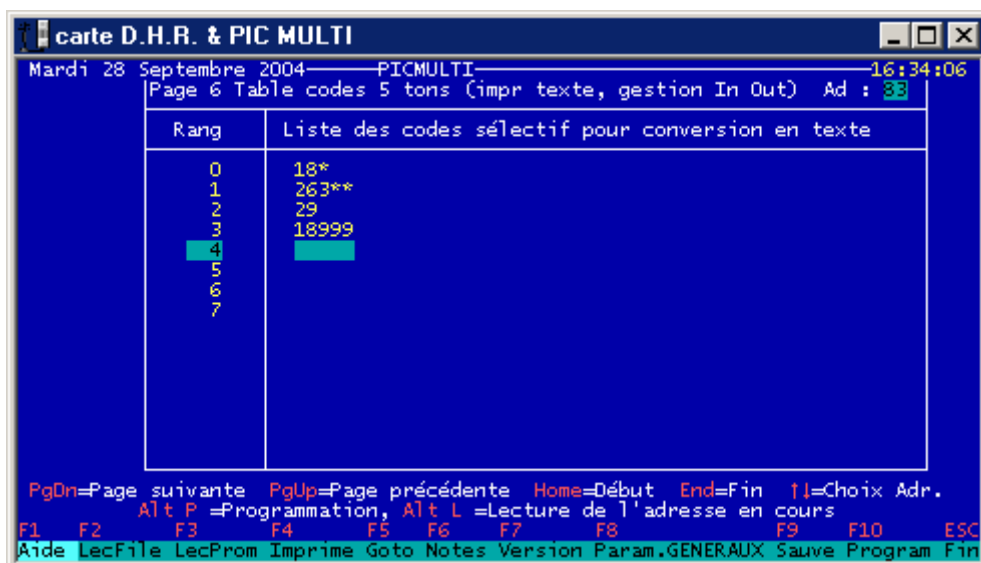 carte D.H.R. & PIC MULTI
Mardi 28 Septembre 2004 PICMULTI 16:34:06
Page 6 Table codes 5 tons (impr texte, gestion In Out) Ad : 33
Rang Liste des codes sélectif pour conversion en texte
0 18*
1 263**
2 29
3 18999
4
5
6
7
PgDn=Page suivante PgUp=Page précédente Home=Début End=Fin ↑↓=Choix Adr.
Alt P =Programmation, Alt L =Lecture de l'adresse en cours
F1 F2 F3 F4 F5 F6 F7 F8 F9 F10 ESC
Aide LecFile LecProm Imprime Goto Notes Version Param.GENERAUX Sauve Program Fin